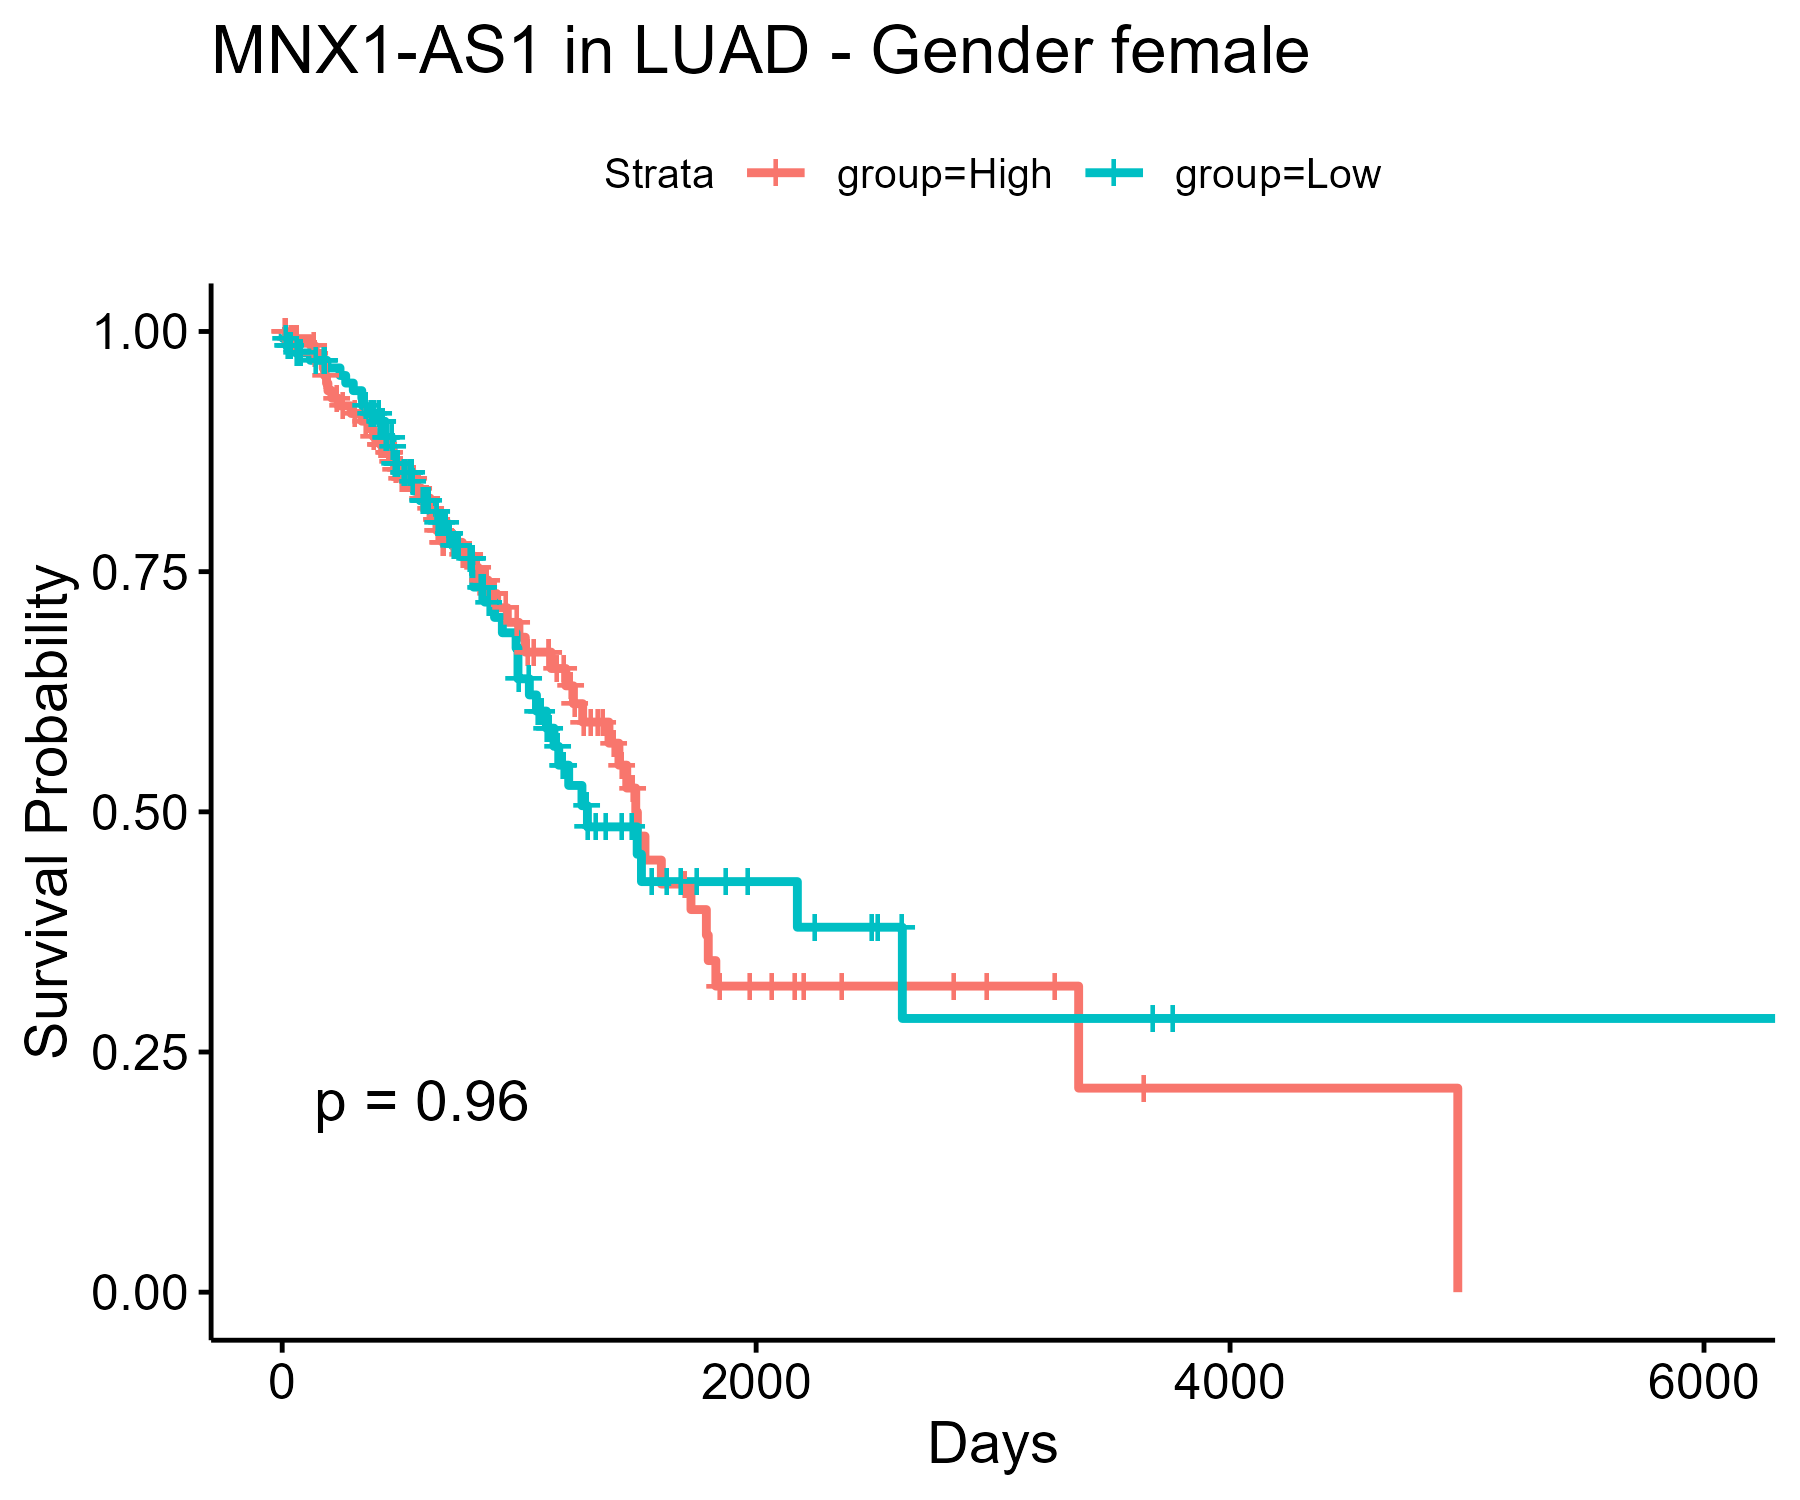 MNX1-AS1 in LUAD - Gender female
Strata group=High group=Low
Survival Probability
1.00
0.75
0.50
0.25
0.00
p = 0.96
0 2000 4000 6000
Days